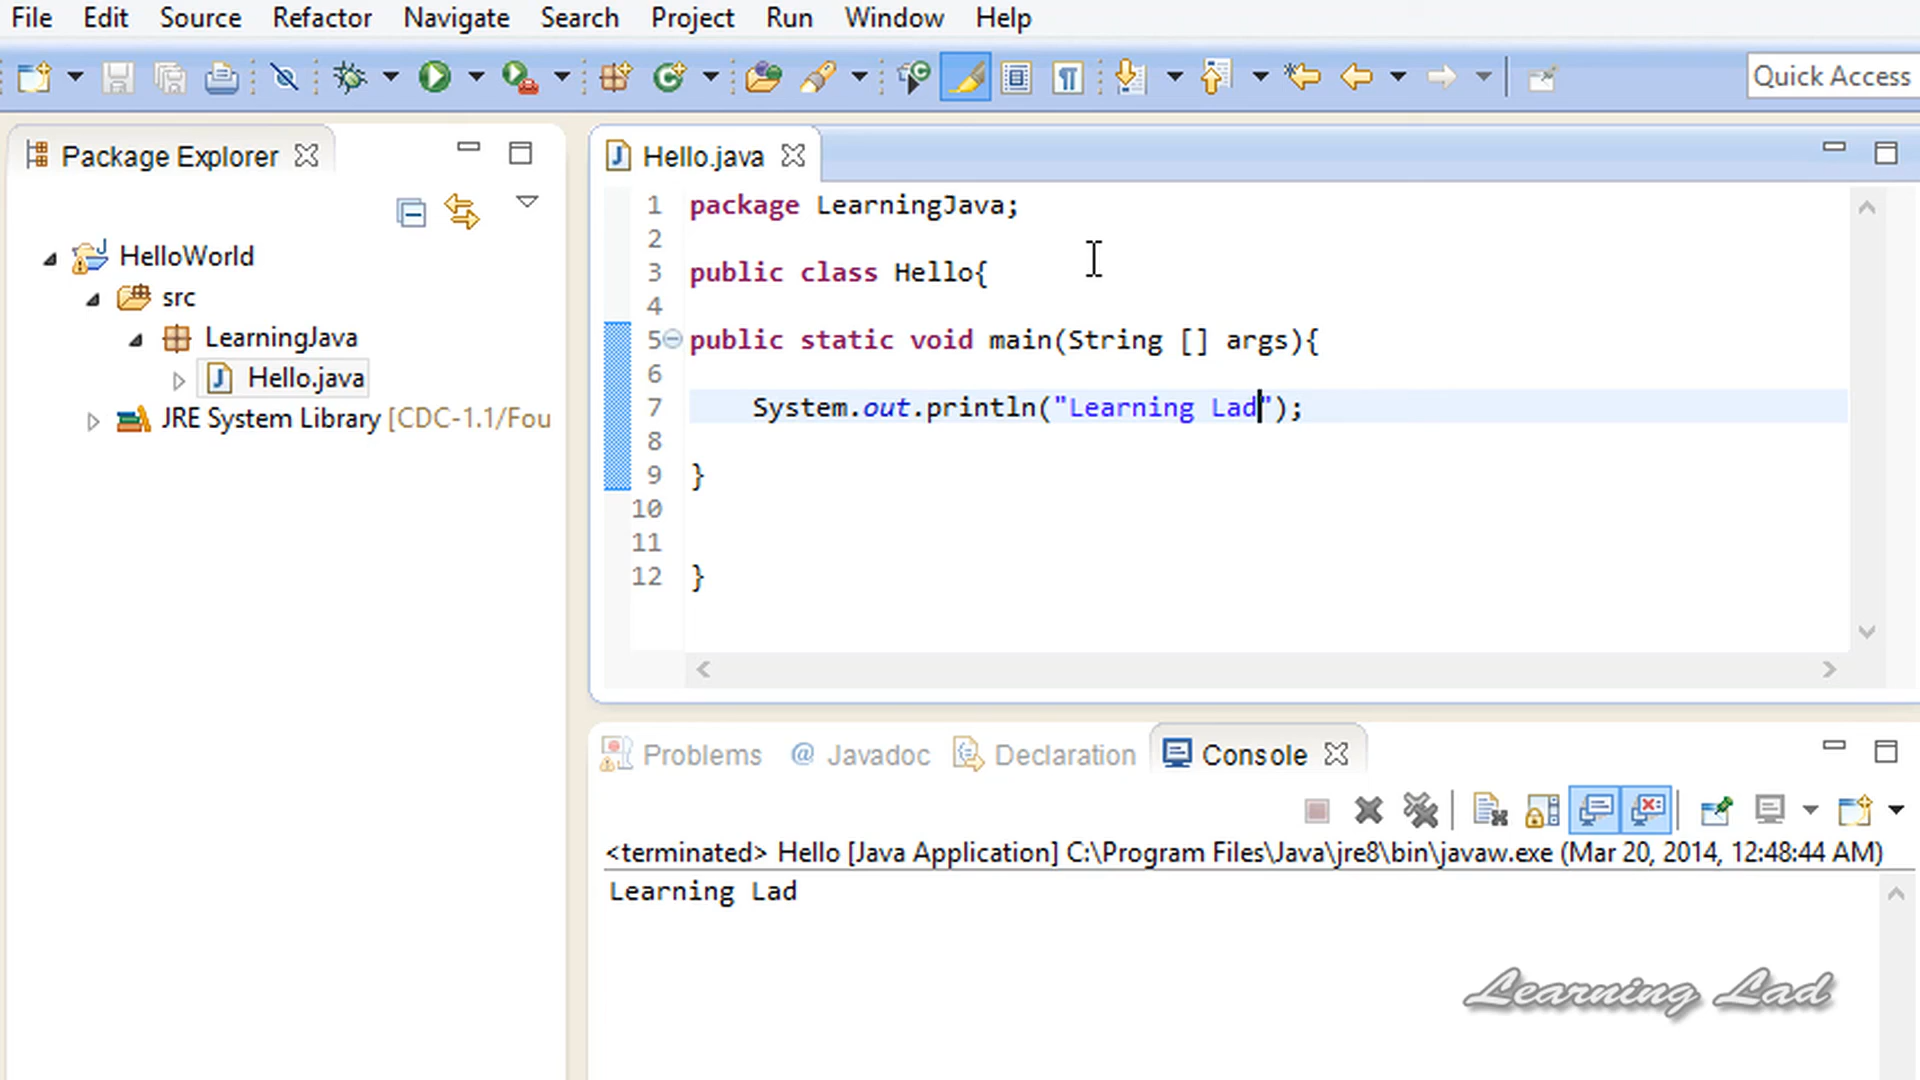 File Edit Source Refactor Navigate Search Project Run Window Help
Quick Access
Package Explorer
HelloWorld
src
LearningJava
Hello.java
JRE System Library [CDC-1.1/Fou
Hello.java
1 package LearningJava;
2
3 public class Hello{
4
5 public static void main(String [] args){
6
7 System.out.println("Learning Lad");
8
9 }
10
11
12 }
Problems @ Javadoc Declaration Console
<terminated> Hello [Java Application] C:\Program Files\Java\jre8\bin\javaw.exe (Mar 20, 2014, 12:48:44 AM)
Learning Lad
Learning Lad